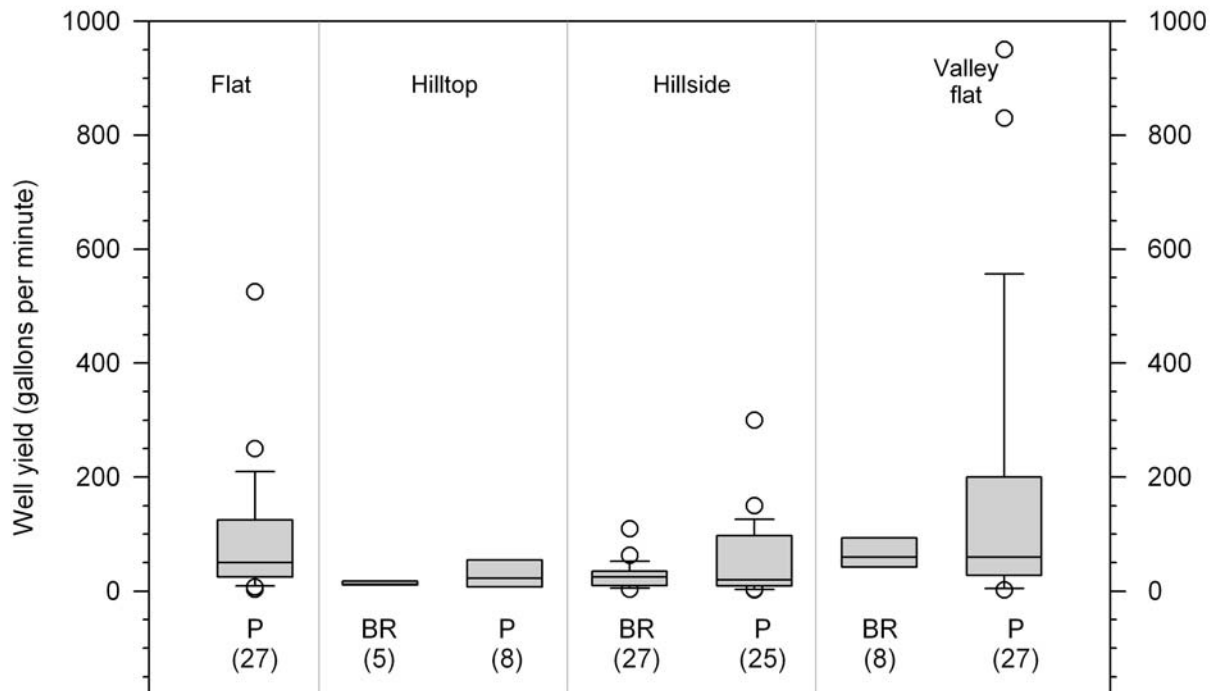 1000
800
600
400
200
0
Well yield (gallons per minute)
Flat
Hilltop
Hillside
Valley
flat
1000
800
600
400
200
0
P
(27)
BR
(5)
P
(8)
BR
(27)
P
(25)
BR
(8)
P
(27)